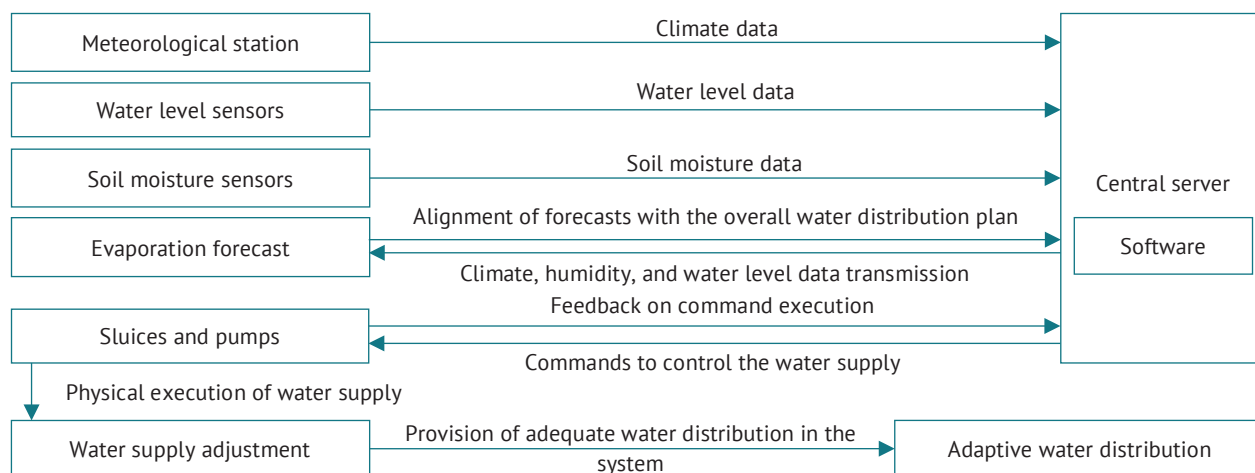 Meteorological station
Climate data
Water level sensors
Water level data
Soil moisture sensors
Soil moisture data
Central server
Software
Evaporation forecast
Alignment of forecasts with the overall water distribution plan
Climate, humidity, and water level data transmission
Sluices and pumps
Feedback on command execution
Commands to control the water supply
Physical execution of water supply
Water supply adjustment
Provision of adequate water distribution in the
system
Adaptive water distribution